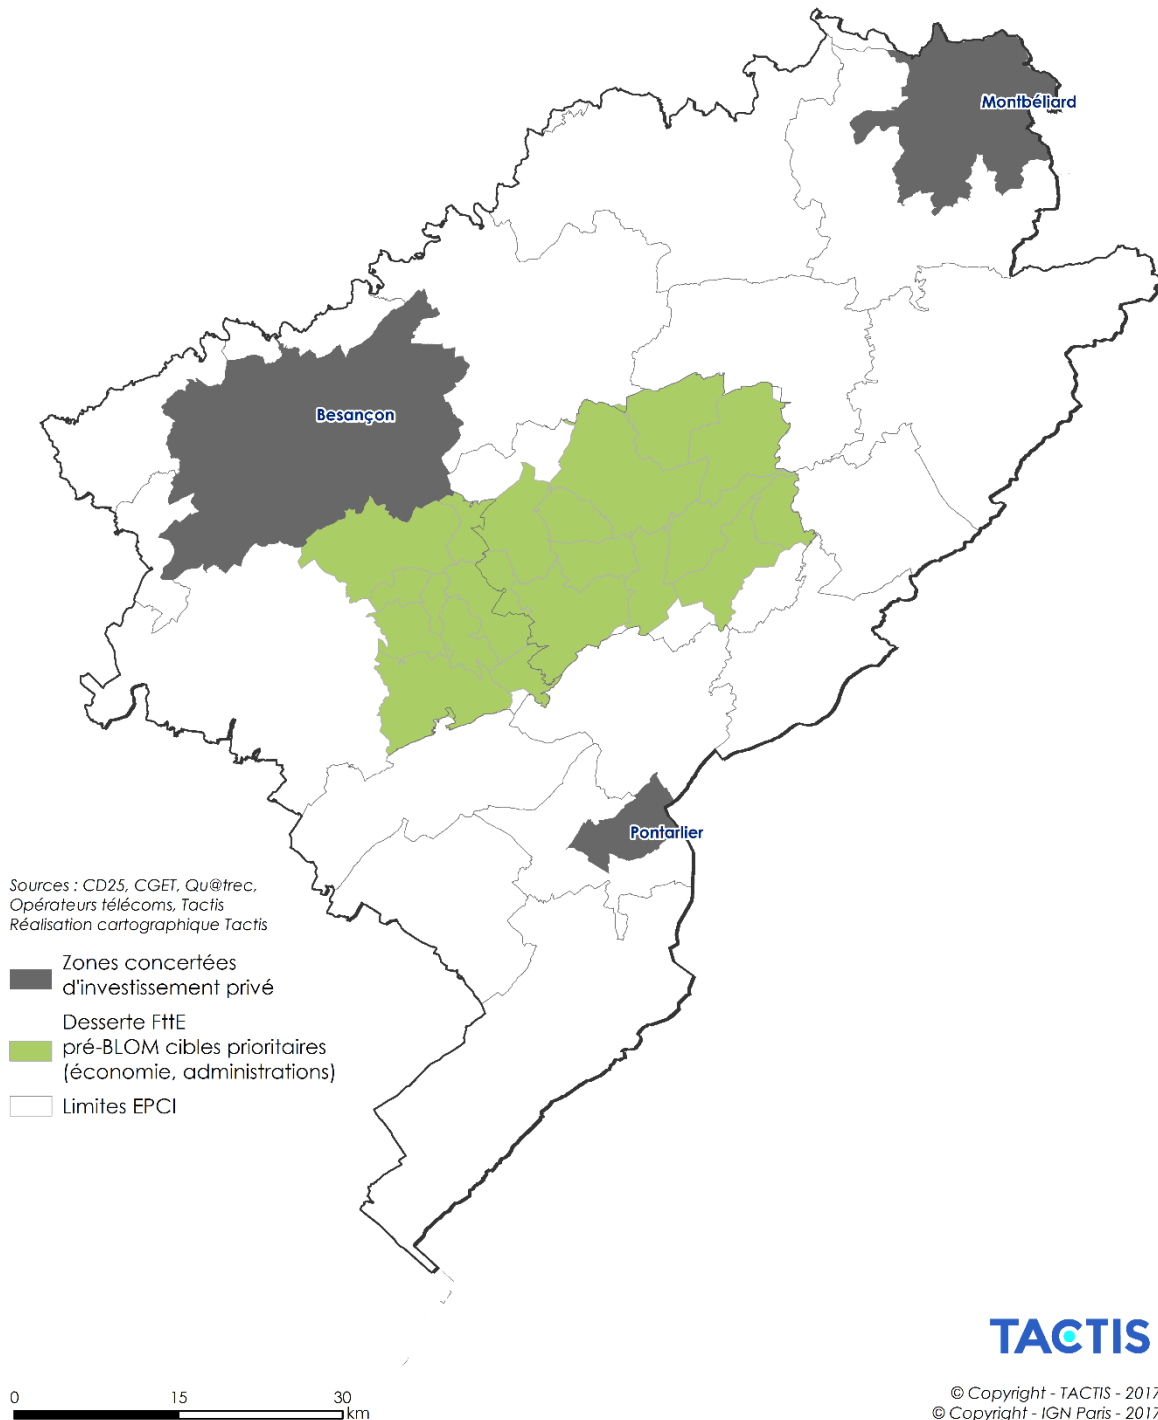 Montbéliard
Besançon
Pontarlier
Sources : CD25, CGET, Qu@trec,
Opérateurs télécoms, Tactis
Réalisation cartographique Tactis
Zones concertées
d'investissement privé
Desserte FttE
pré-BLOM cibles prioritaires
(économie, administrations)
Limites EPCI
TACTIS
0 15 30
km
© Copyright - TACTIS - 2017
© Copyright - IGN Paris - 2017